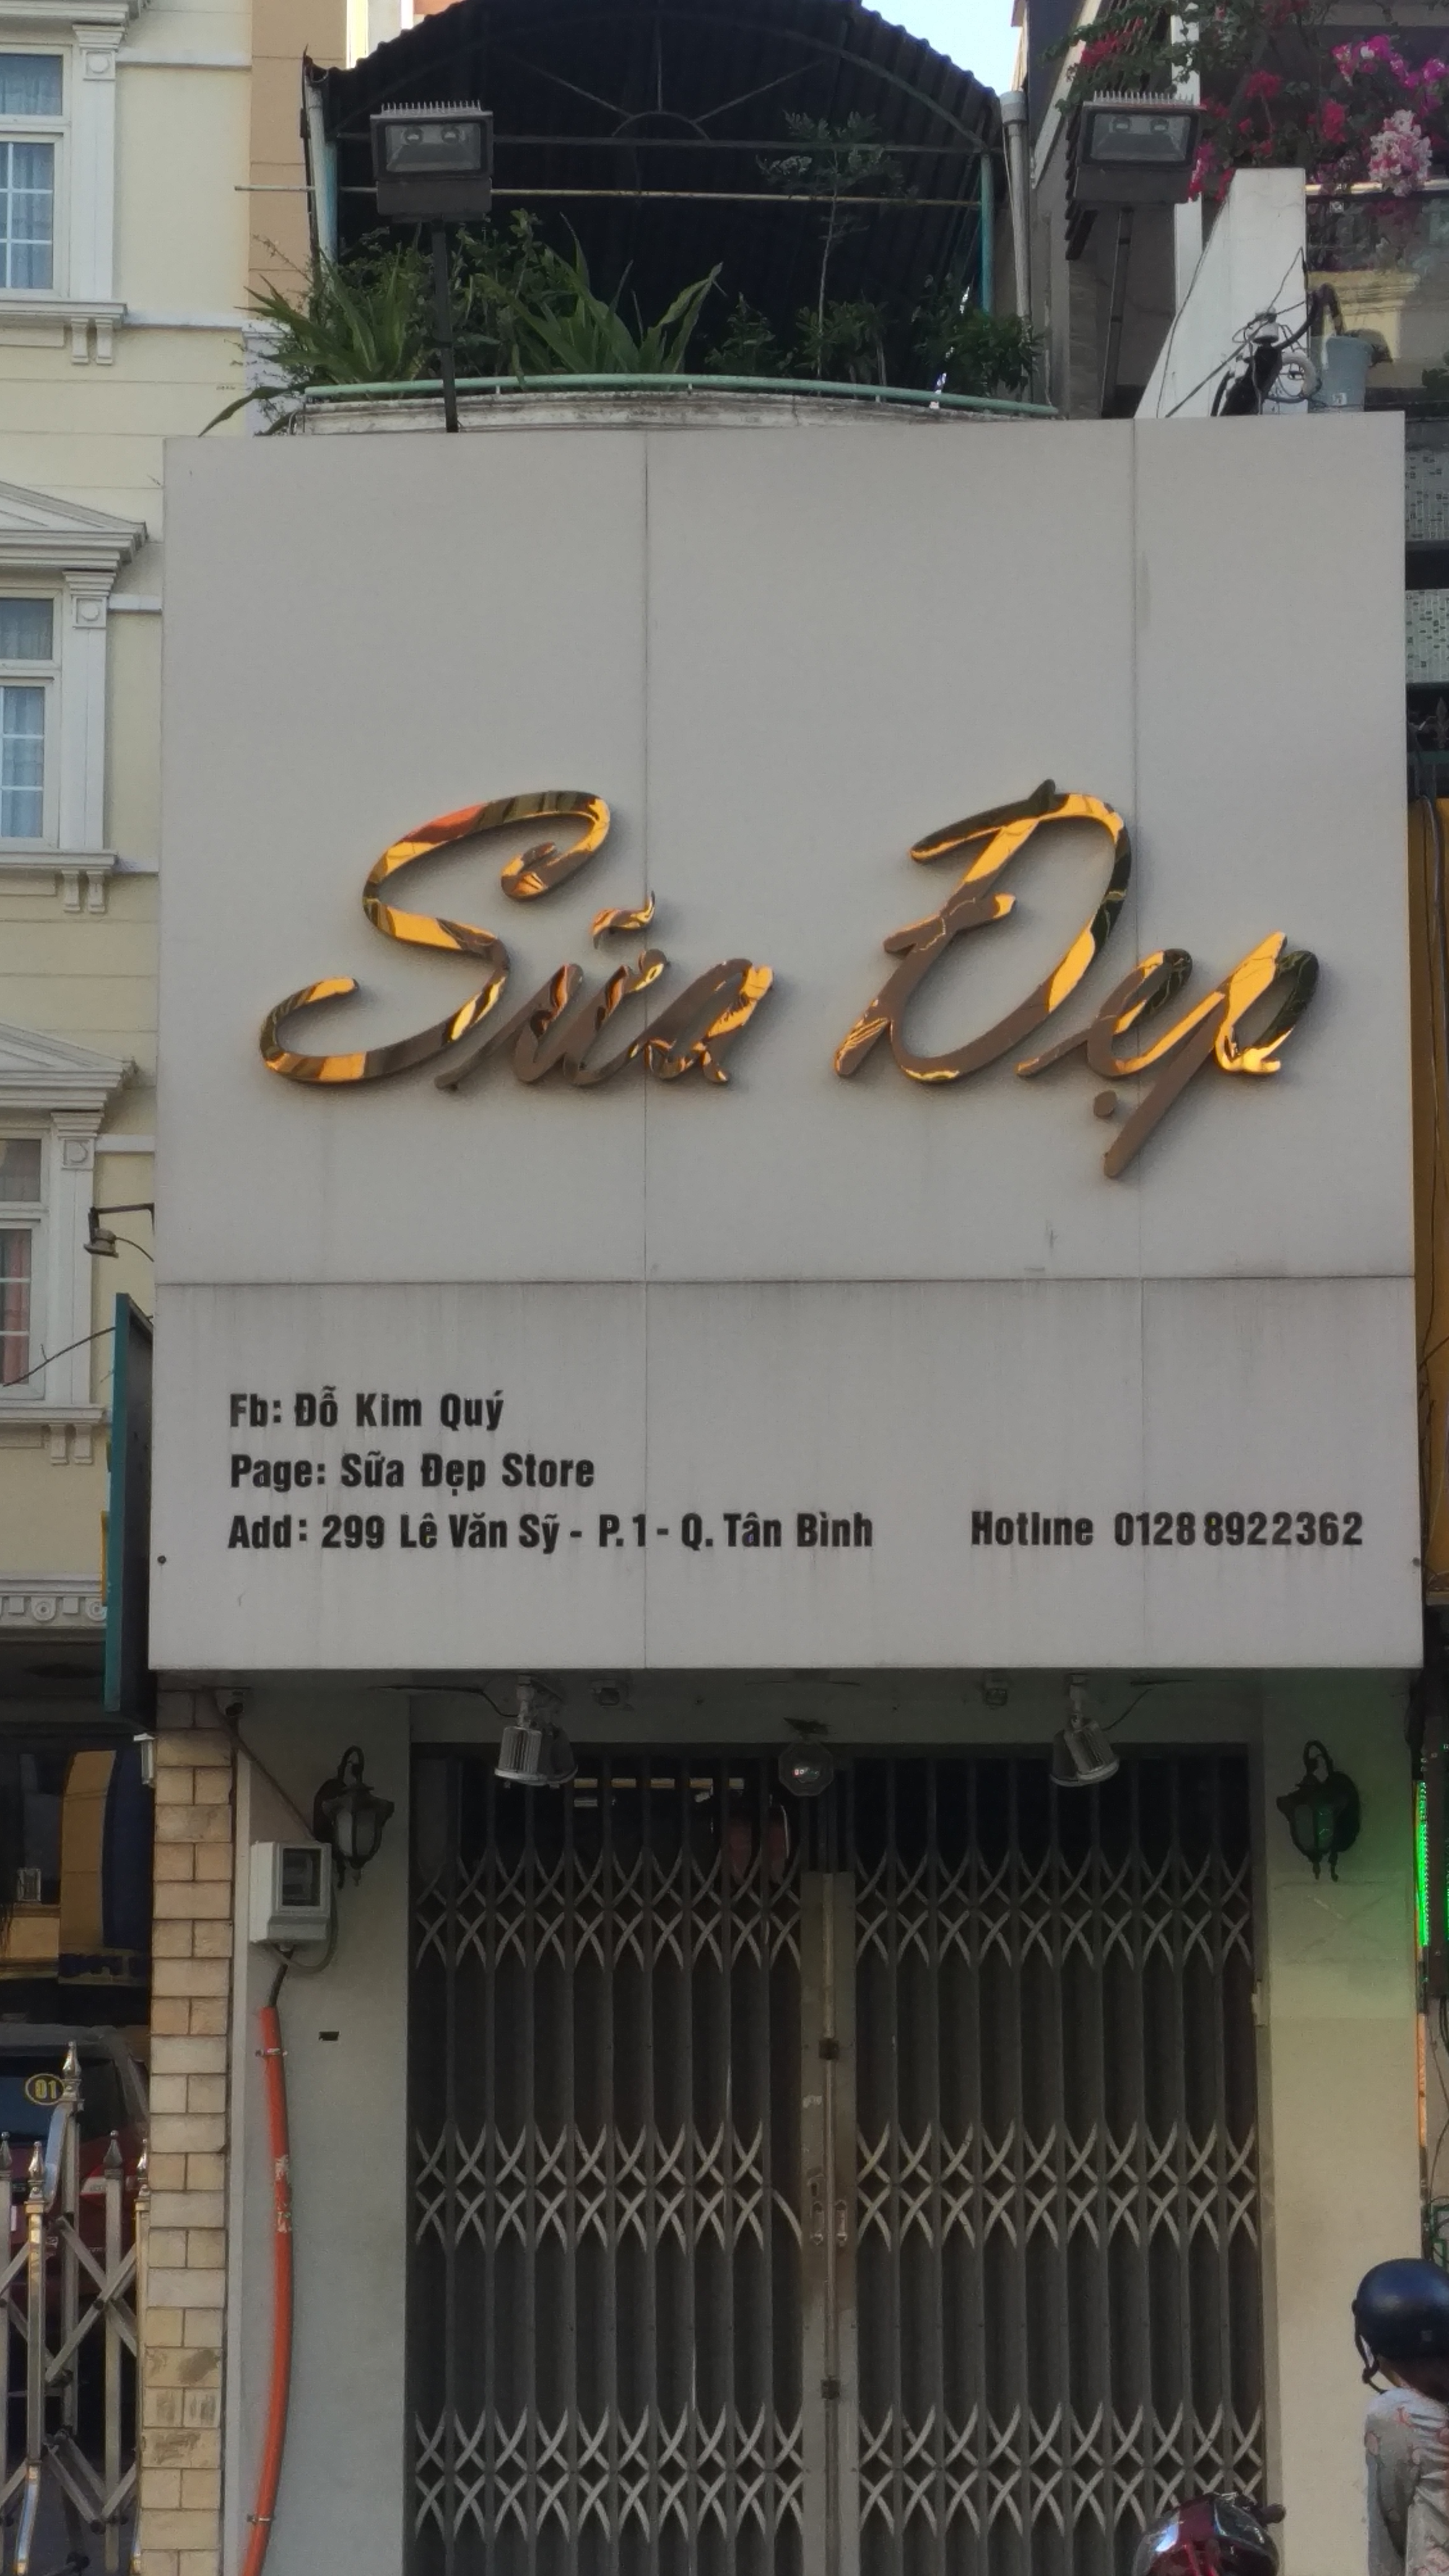 Sữa Đẹp
Fb: Đỗ Kim Quý
Page: Sữa Đẹp Store
Add: 299 Lê Văn Sỹ - P. 1 - Q. Tân Bình
Hotline 0128 8922362
01